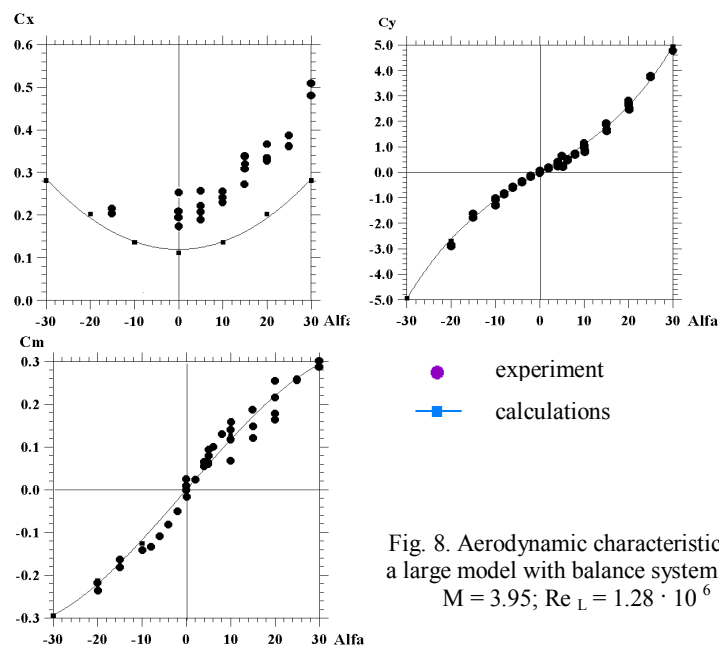 Cx
0.6
0.5
0.4
0.3
0.2
0.1
0.0
-30 -20 -10 0 10 20 30 Alfa
Cy
5.0
4.0
3.0
2.0
1.0
0.0
-1.0
-2.0
-3.0
-4.0
-5.0
-30 -20 -10 0 10 20 30 Alfa
Cm
0.3
0.2
0.1
0.0
-0.1
-0.2
-0.3
-30 -20 -10 0 10 20 30 Alfa
experiment
calculations
Fig. 8. Aerodynamic characteristic
a large model with balance system
M = 3.95; Re L = 1.28 · 10 6